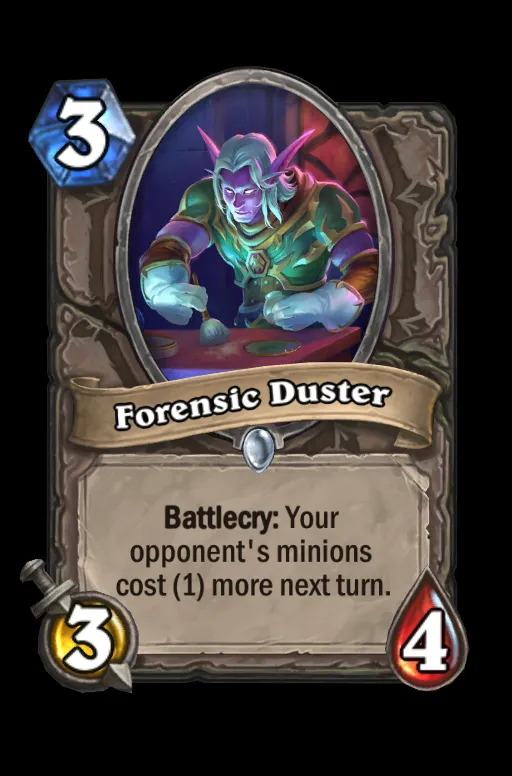 3
Forensic Duster
Battlecry: Your
opponent's minions
cost (1) more next turn.
3
4